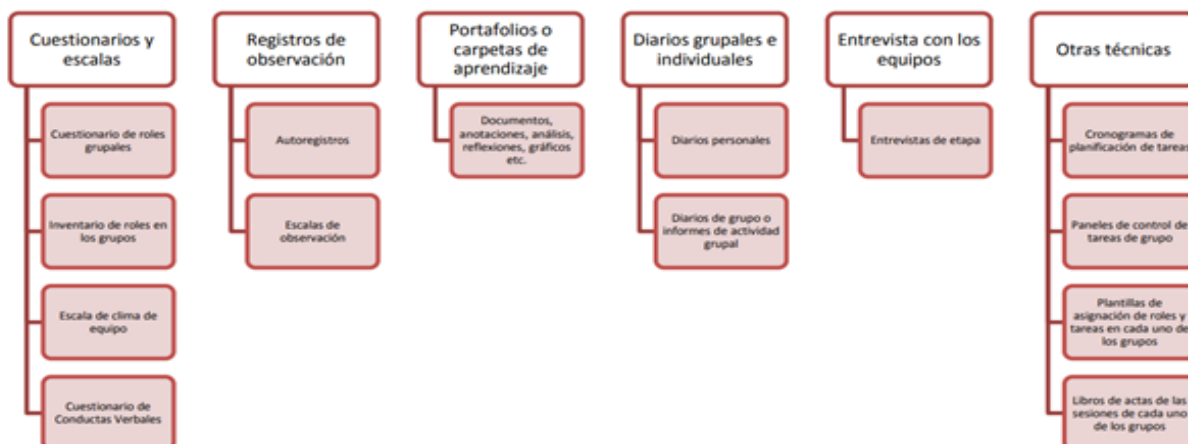 Cuestionarios y
escalas
Cuestionario de roles
grupales
Inventario de roles en
los grupos
Escala de clima de
equipo
Cuestionario de
Conductas Verbales
Registros de
observación
Autoregistros
Escalas de
observación
Portafolios o
carpetas de
aprendizaje
Documentos,
anotaciones, análisis,
reflexiones, gráficos
etc.
Diarios grupales e
individuales
Diarios personales
Diarios de grupo o
informes de actividad
grupal
Entrevista con los
equipos
Entrevistas de etapa
Otras técnicas
Cronogramas de
planificación de tareas
Paneles de control de
tareas de grupo
Plantillas de
asignación de roles y
tareas en cada uno de
los grupos
Libros de actas de las
sesiones de cada uno
de los grupos